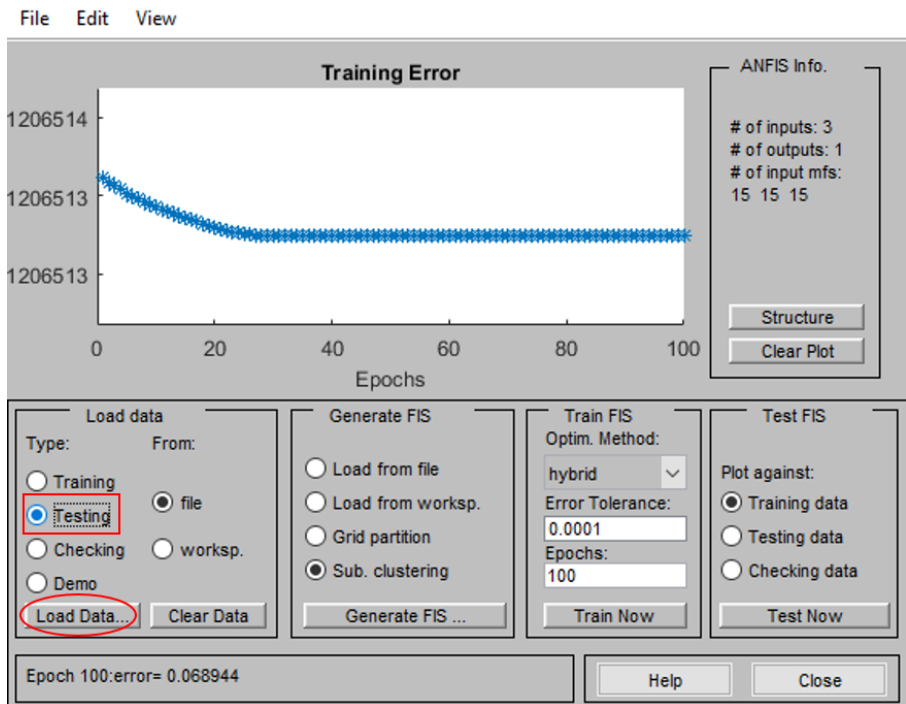 File Edit View
Training Error
1206514
1206513
1206513
0 20 40 60 80 100
Epochs
ANFIS Info.
# of inputs: 3
# of outputs: 1
# of input mfs:
15 15 15
Structure
Clear Plot
Load data
Type: From:
Training
Testing
Checking
Demo
file
worksp.
Load Data... Clear Data
Generate FIS
Load from file
Load from worksp.
Grid partition
Sub. clustering
Generate FIS ...
Train FIS
Optim. Method:
hybrid
Error Tolerance:
0.0001
Epochs:
100
Train Now
Test FIS
Plot against:
Training data
Testing data
Checking data
Test Now
Epoch 100:error= 0.068944
Help Close